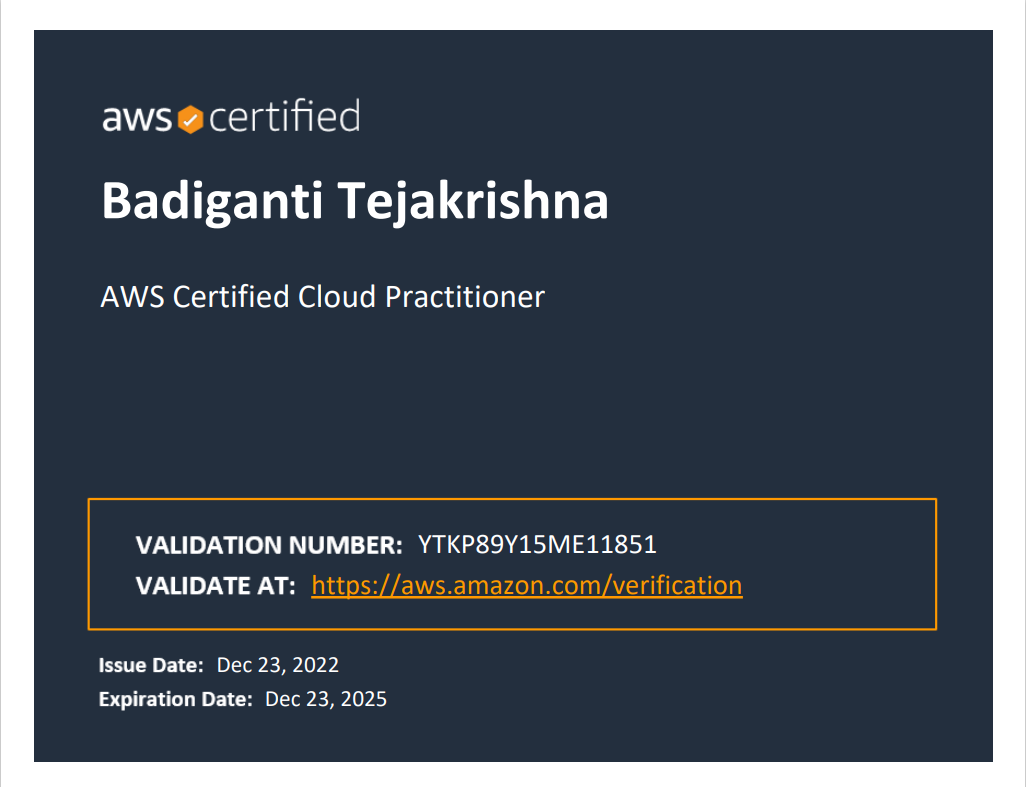 aws certified
Badiganti Tejakrishna
AWS Certified Cloud Practitioner
VALIDATION NUMBER: YTKP89Y15ME11851
VALIDATE AT: https://aws.amazon.com/verification
Issue Date: Dec 23, 2022
Expiration Date: Dec 23, 2025